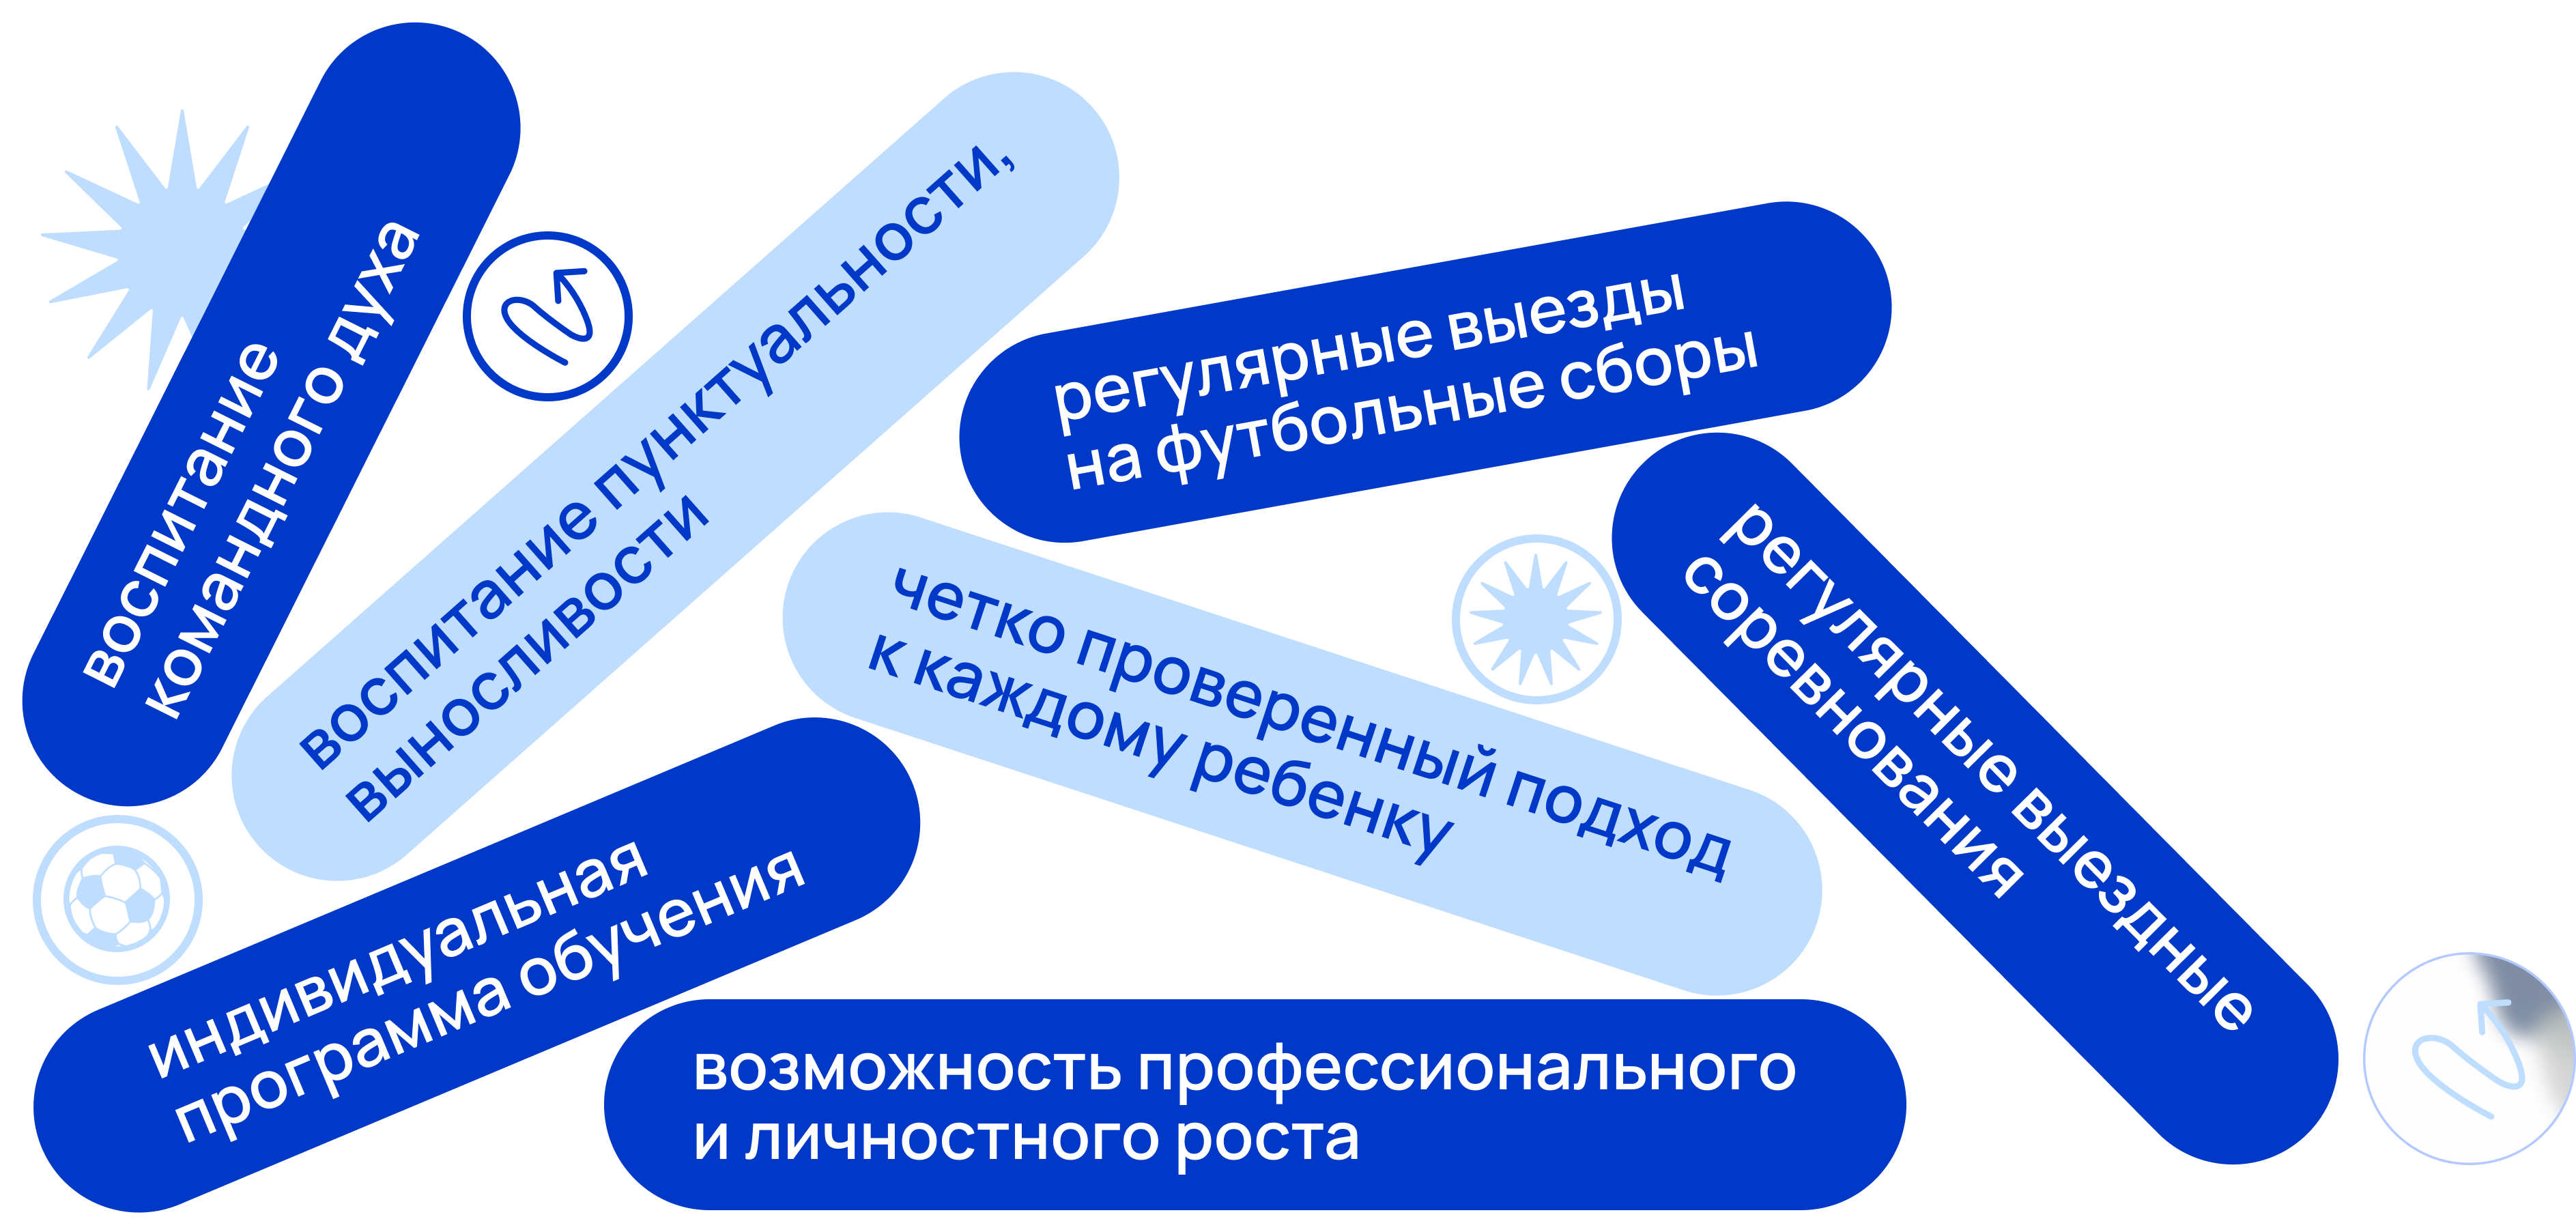 воспитание
командного духа
воспитание пунктуальности,
выносливости
регулярные выезды
на футбольные сборы
четко проверенный подход
к каждому ребенку
регулярные выездные
соревнования
индивидуальная
программа обучения
возможность профессионального
и личностного роста